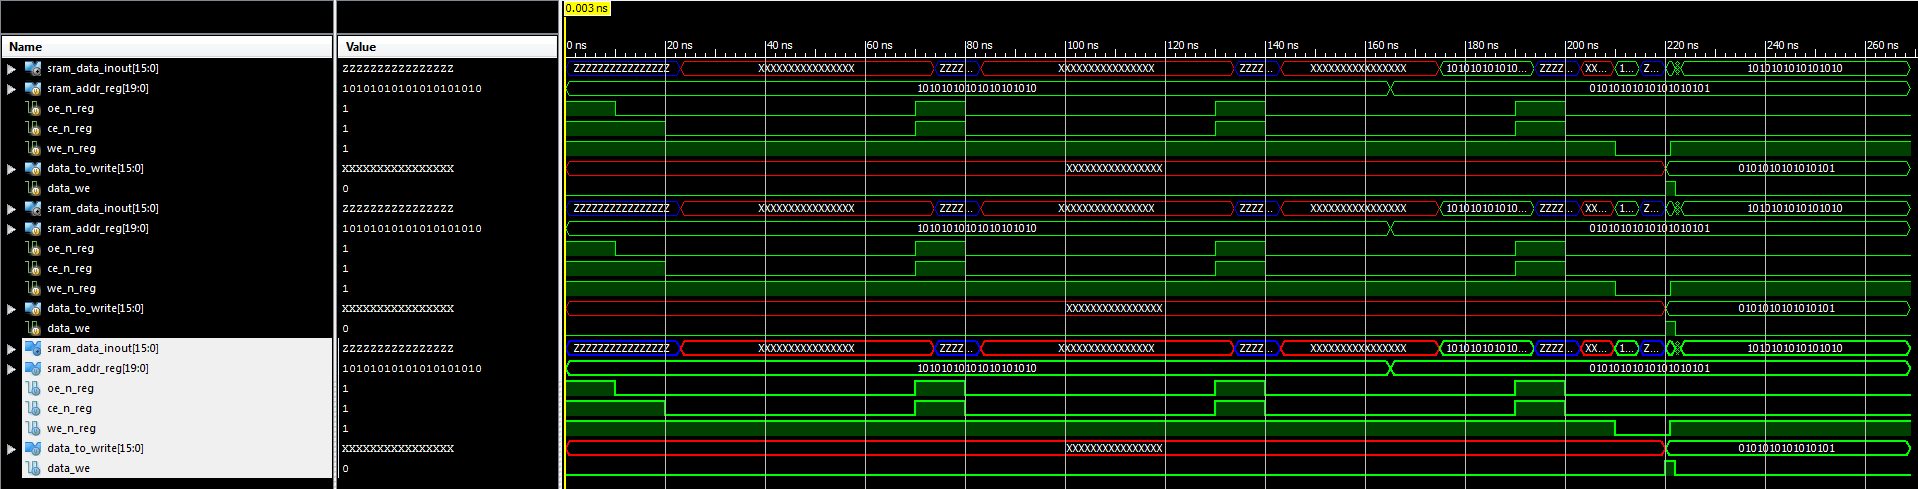 0.003 ns
Name Value 0 ns 20 ns 40 ns 60 ns 80 ns 100 ns 120 ns 140 ns 160 ns 180 ns 200 ns 220 ns 240 ns 260 ns
sram_data_inout[15:0] ZZZZZZZZZZZZZZZZ ZZZZZZZZZZZZZZZZ XXXXXXXXXXXXXXXX ZZZZ... XXXXXXXXXXXXXXXX ZZZZ... XXXXXXXXXXXXXXXX 101010101010... ZZZZ... XX... 1... Z... 1010101010101010
sram_addr_reg[19:0] 10101010101010101010 10101010101010101010 01010101010101010101
oe_n_reg 1
ce_n_reg 1
we_n_reg 1
data_to_write[15:0] XXXXXXXXXXXXXXXX XXXXXXXXXXXXXXXX 0101010101010101
data_we 0
sram_data_inout[15:0] ZZZZZZZZZZZZZZZZ ZZZZZZZZZZZZZZZZ XXXXXXXXXXXXXXXX ZZZZ... XXXXXXXXXXXXXXXX ZZZZ... XXXXXXXXXXXXXXXX 101010101010... ZZZZ... XX... 1... Z... 1010101010101010
sram_addr_reg[19:0] 10101010101010101010 10101010101010101010 01010101010101010101
oe_n_reg 1
ce_n_reg 1
we_n_reg 1
data_to_write[15:0] XXXXXXXXXXXXXXXX XXXXXXXXXXXXXXXX 0101010101010101
data_we 0
sram_data_inout[15:0] ZZZZZZZZZZZZZZZZ ZZZZZZZZZZZZZZZZ XXXXXXXXXXXXXXXX ZZZZ... XXXXXXXXXXXXXXXX ZZZZ... XXXXXXXXXXXXXXXX 101010101010... ZZZZ... XX... 1... Z... 1010101010101010
sram_addr_reg[19:0] 10101010101010101010 10101010101010101010 01010101010101010101
oe_n_reg 1
ce_n_reg 1
we_n_reg 1
data_to_write[15:0] XXXXXXXXXXXXXXXX XXXXXXXXXXXXXXXX 0101010101010101
data_we 0